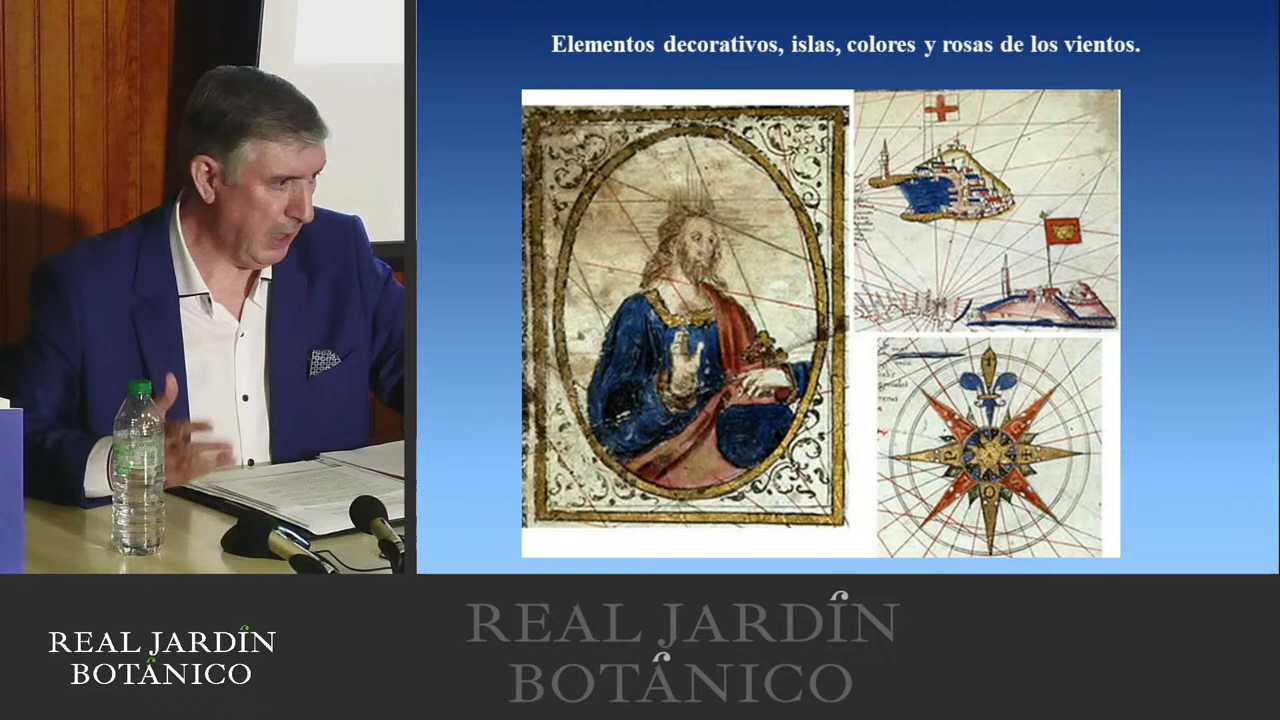 Elementos decorativos, islas, colores y rosas de los vientos.
REAL JARDÍN
BOTÁNICO
REAL JARDÍN
BOTÁNICO